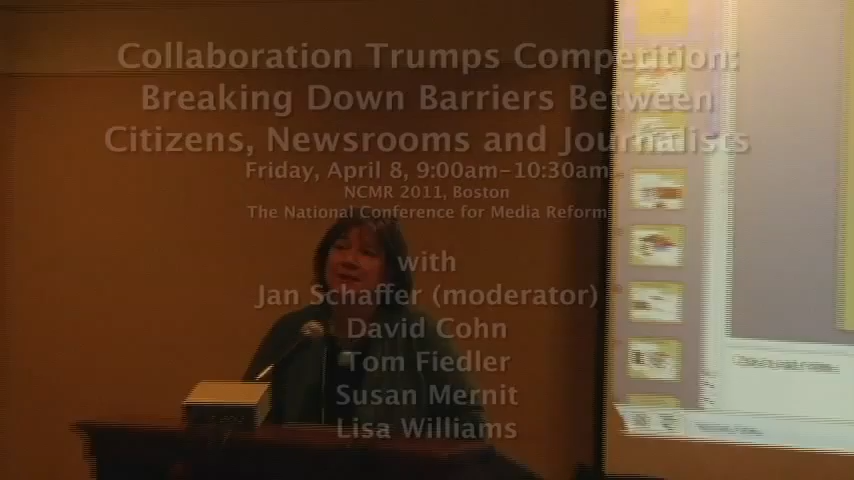 Collaboration Trumps Competition:
Breaking Down Barriers Between
Citizens, Newsrooms and Journalists
Friday, April 8, 9:00am-10:30am
NCMR 2011, Boston
The National Conference for Media Reform
with
Jan Schaffer (moderator)
David Cohn
Tom Fiedler
Susan Mernit
Lisa Williams